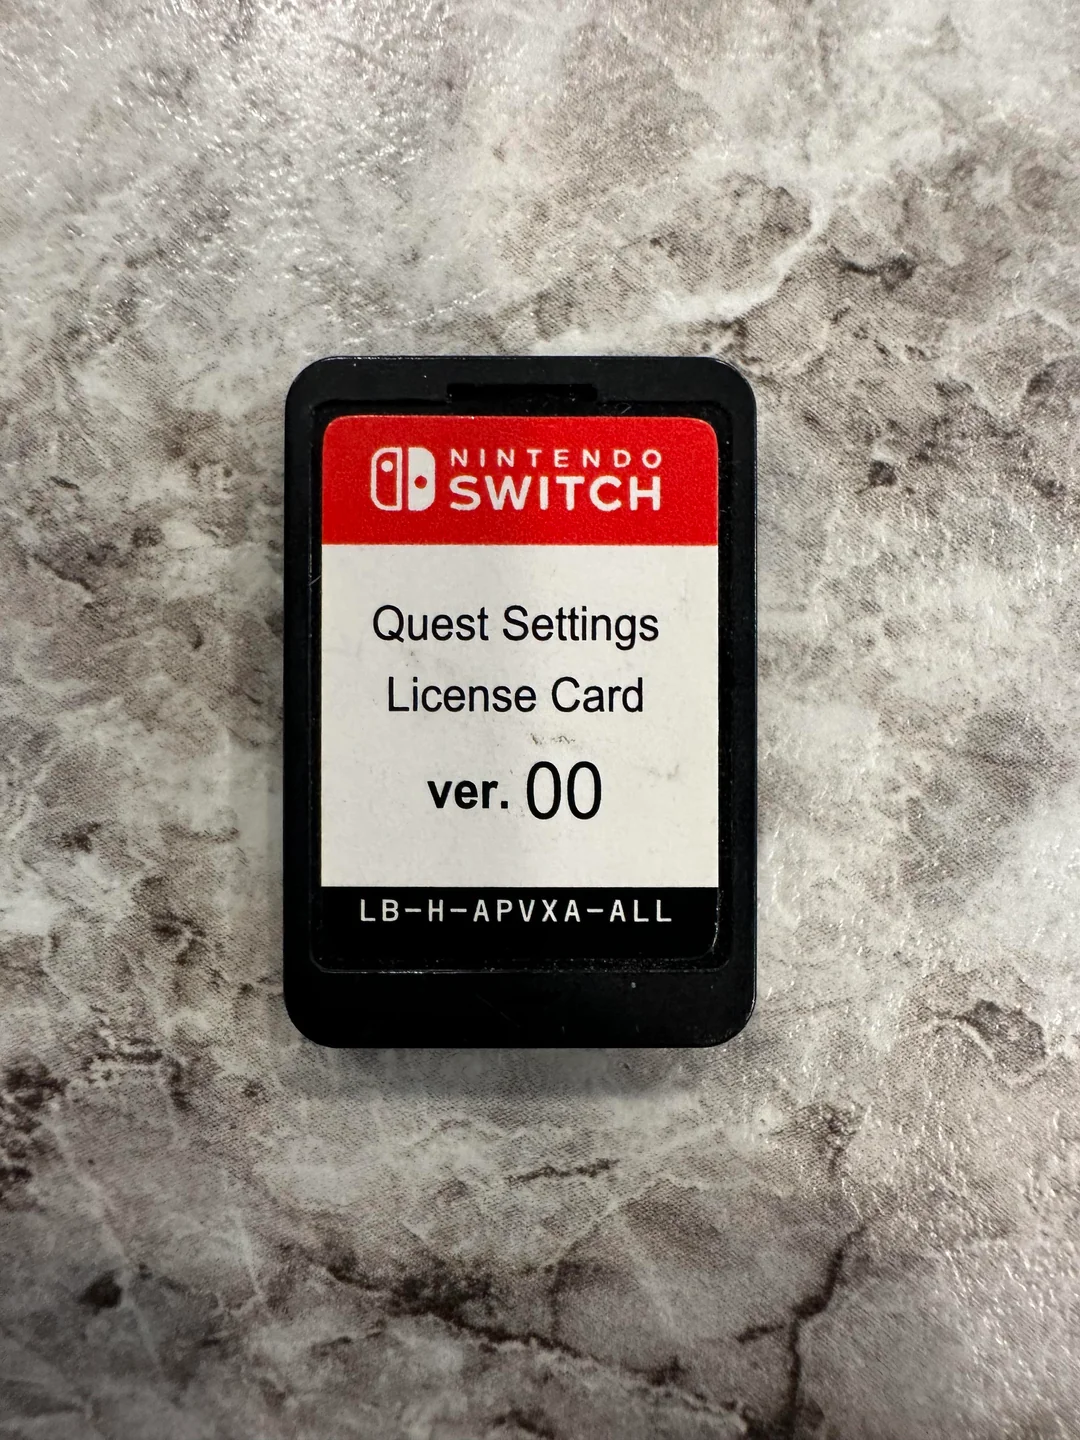 NINTENDO
SWITCH
Quest Settings
License Card
ver. 00
LB-H-APVXA-ALL